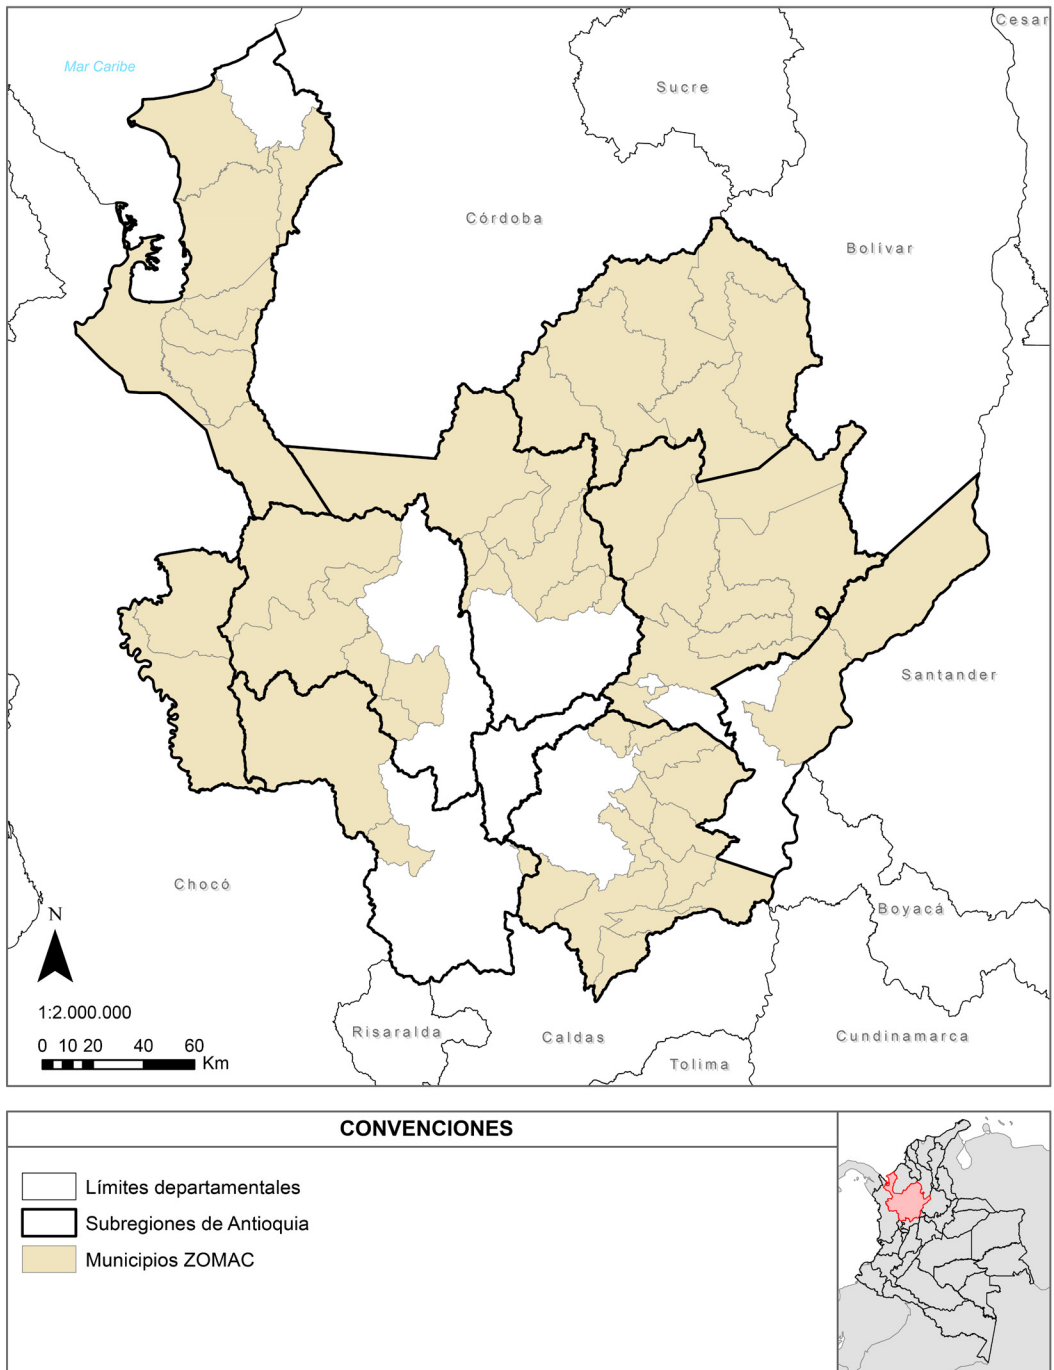 Cesar
Mar Caribe
Sucre
Córdoba
Bolívar
Santander
Chocó
Boyacá
N
1:2.000.000
Risaralda
Caldas
Cundinamarca
Tolima
0 10 20 40 60
Km
CONVENCIONES
Límites departamentales
Subregiones de Antioquia
Municipios ZOMAC